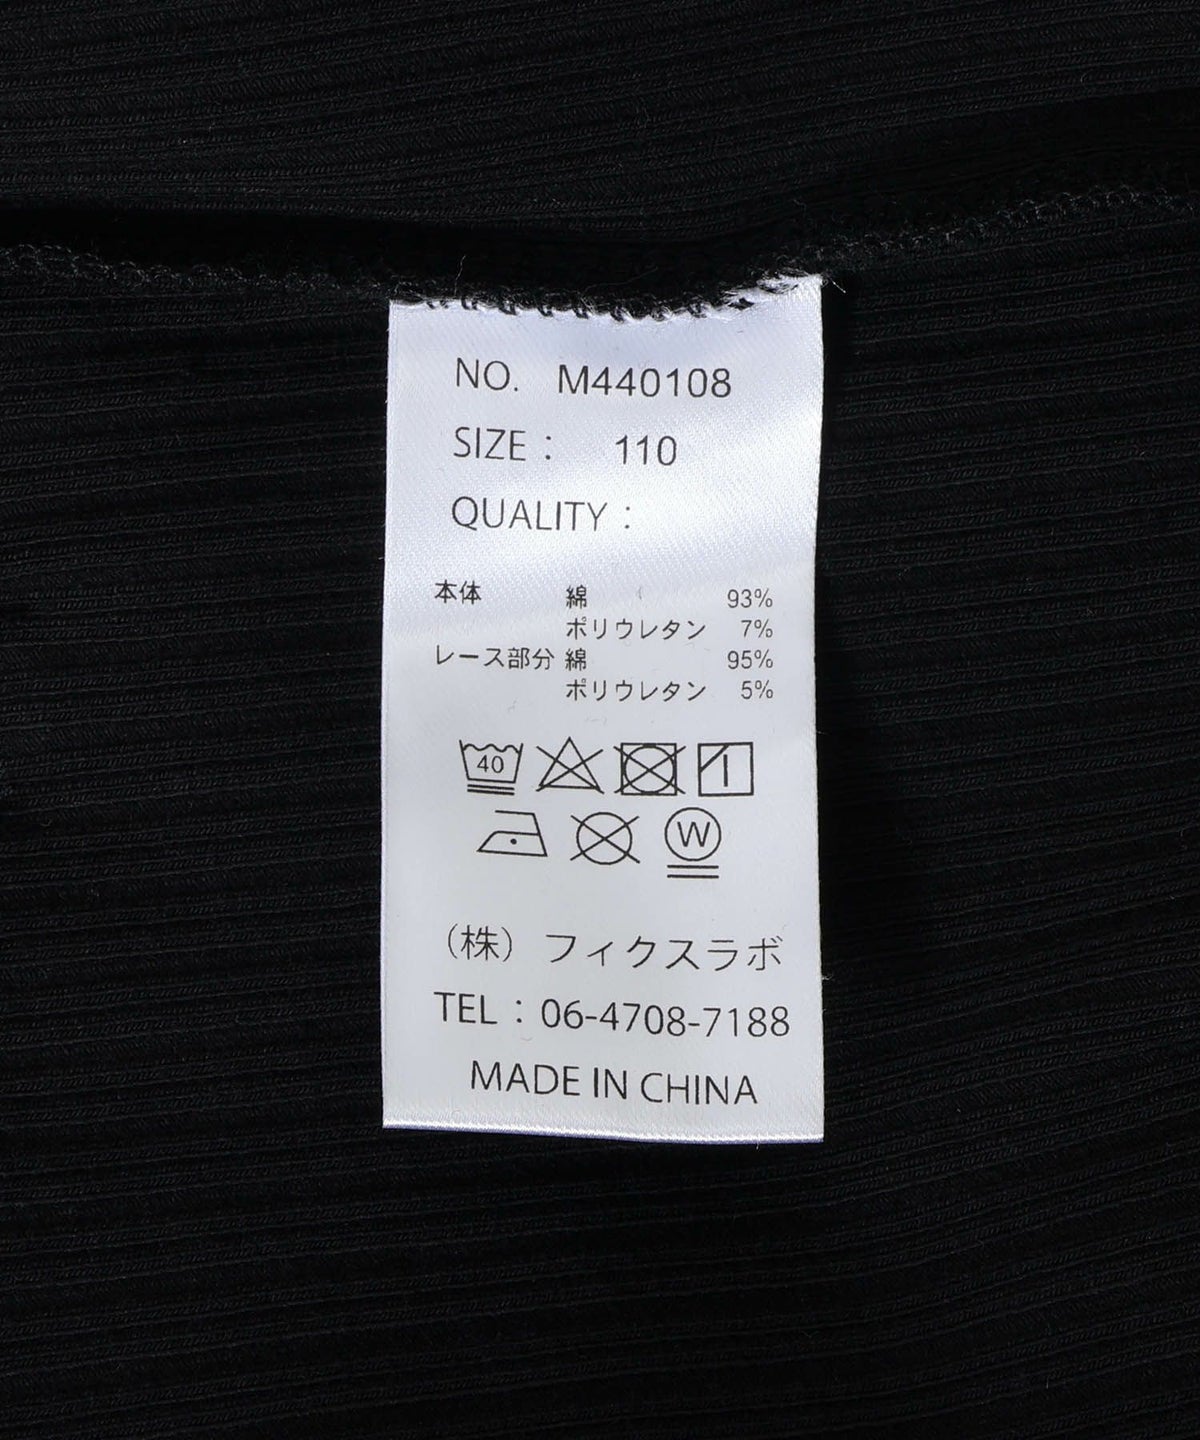 NO. M440108
SIZE : 110
QUALITY :
本体 綿 93%
ポリウレタン 7%
レース部分 綿 95%
ポリウレタン 5%
40
W
(株) フィクスラボ
TEL : 06-4708-7188
MADE IN CHINA